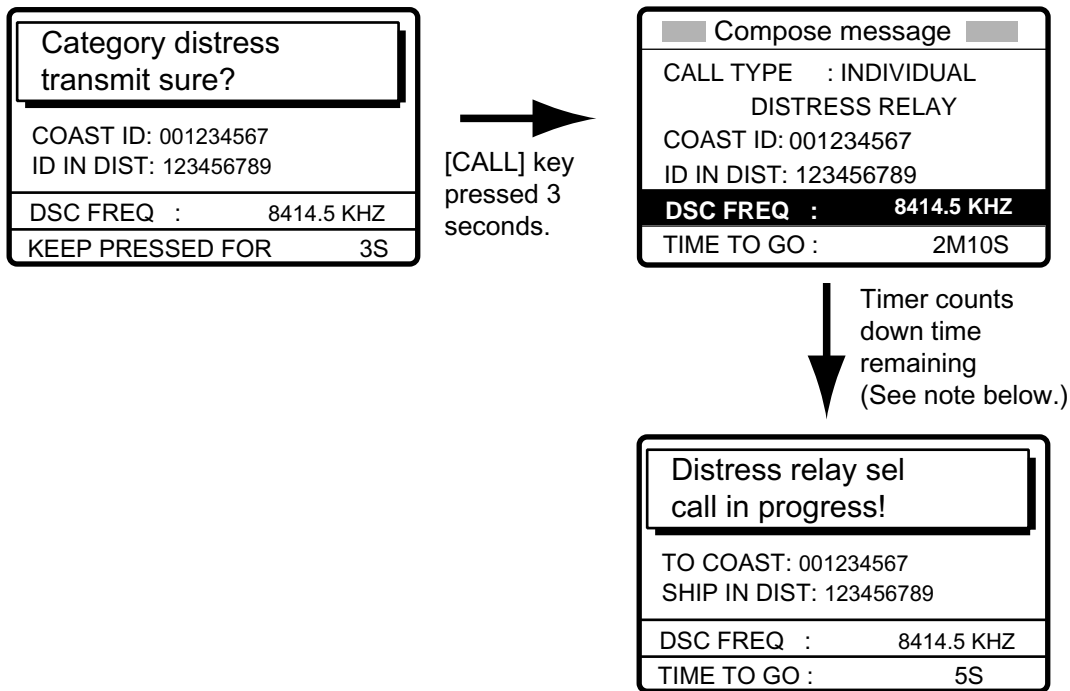 Category distress
transmit sure?
COAST ID: 001234567
ID IN DIST: 123456789
DSC FREQ : 8414.5 KHZ
KEEP PRESSED FOR 3S
[CALL] key
pressed 3
seconds.
Compose message
CALL TYPE : INDIVIDUAL
DISTRESS RELAY
COAST ID: 001234567
ID IN DIST: 123456789
DSC FREQ : 8414.5 KHZ
TIME TO GO : 2M10S
Timer counts
down time
remaining
(See note below.)
Distress relay sel
call in progress!
TO COAST: 001234567
SHIP IN DIST: 123456789
DSC FREQ : 8414.5 KHZ
TIME TO GO : 5S